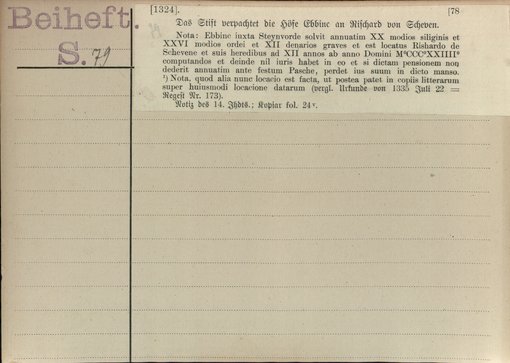 Beiheft.
S. 79
[1324]. [78
Das Stift verpachtet die Höfe Ebbinc an Rischard von Scheven.
Nota: Ebbinc iuxta Steynvorde solvit annuatim XX modios siliginis et
XXVI modios ordei et XII denarios graves et est locatus Rishardo de
Schevene et suis heredibus ad XII annos ab anno Domini MºCCCºXXIIIIº
computandos et deinde nil iuris habet in eo et si dictam pensionem non
dederit annuatim ante festum Pasche, perdet ius suum in dicto manso.
¹) Nota, quod alia nunc locacio est facta, ut postea patet in copiis litterarum
super huiusmodi locacione datarum (vergl. Urkunde von 1335 Juli 22 =
Regest Nr. 173).
Notiz des 14. Jhdts.; Kopiar fol. 24ᵛ.